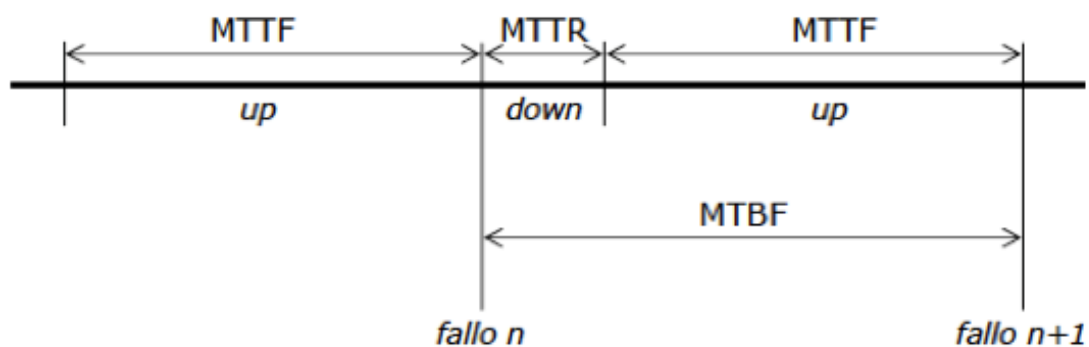 MTTF MTTR MTTF
up down up
MTBF
fallo n fallo n+1